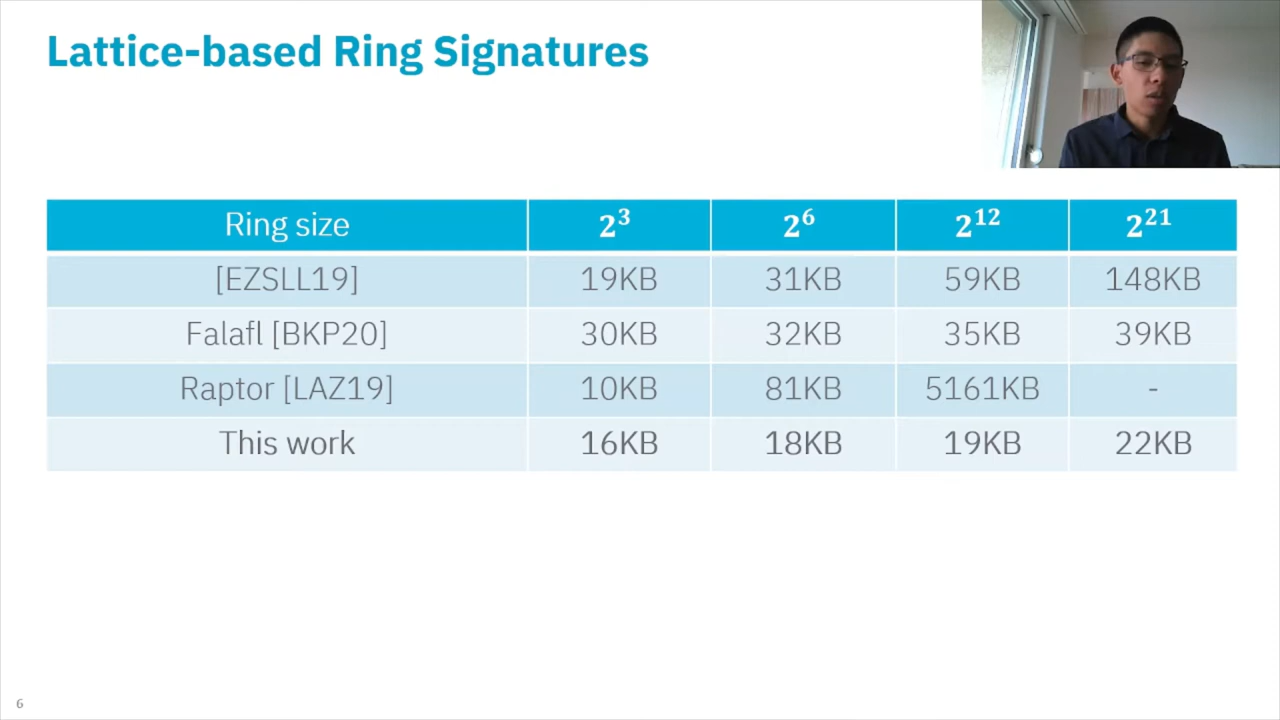 Lattice-based Ring Signatures
Ring size 2³ 2⁶ 2¹² 2²¹
[EZSLL19] 19KB 31KB 59KB 148KB
Falafl [BKP20] 30KB 32KB 35KB 39KB
Raptor [LAZ19] 10KB 81KB 5161KB -
This work 16KB 18KB 19KB 22KB
6